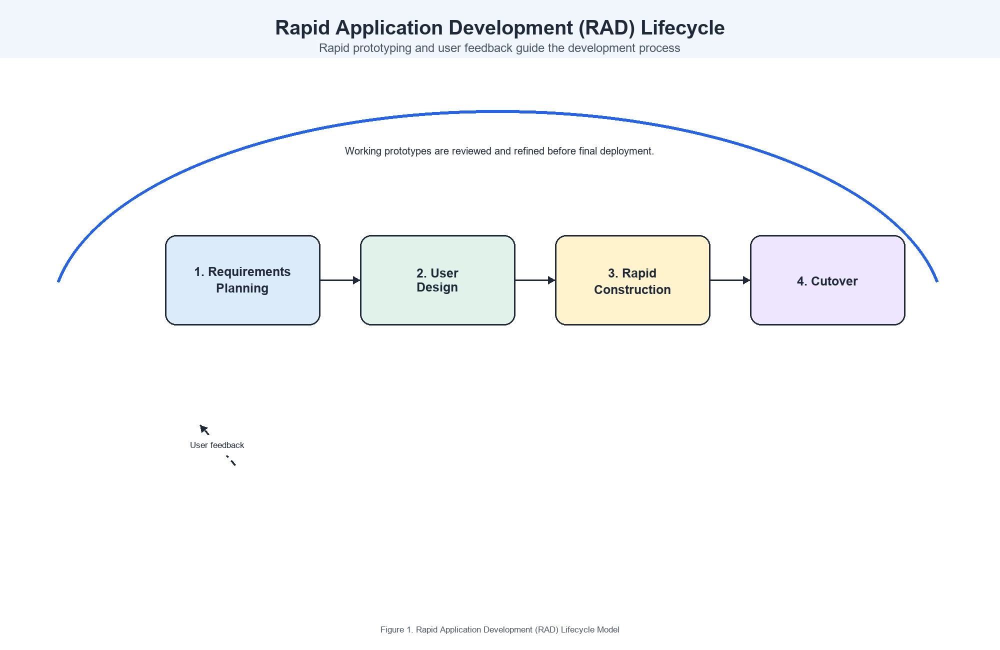 Rapid Application Development (RAD) Lifecycle
Rapid prototyping and user feedback guide the development process
Working prototypes are reviewed and refined before final deployment.
1. Requirements
Planning
2. User
Design
3. Rapid
Construction
4. Cutover
User feedback
Figure 1. Rapid Application Development (RAD) Lifecycle Model